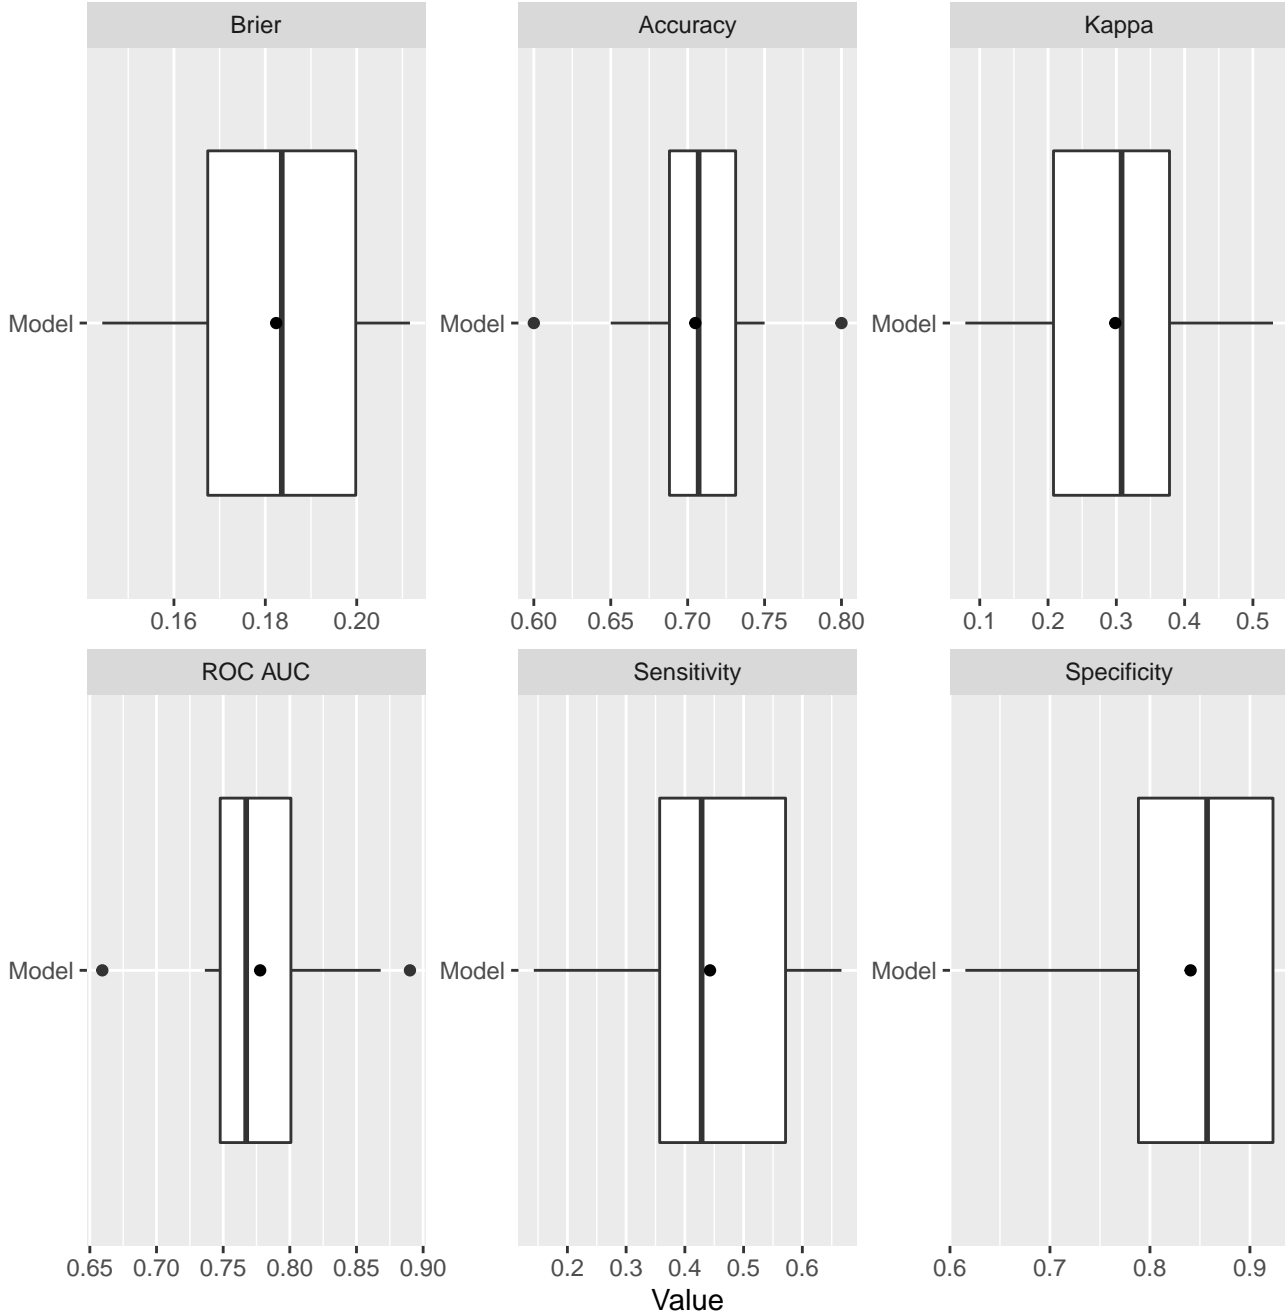 Brier Accuracy Kappa
Model Model Model
0.16 0.18 0.20 0.60 0.65 0.70 0.75 0.80 0.1 0.2 0.3 0.4 0.5
ROC AUC Sensitivity Specificity
Model Model Model
0.65 0.70 0.75 0.80 0.85 0.90 0.2 0.3 0.4 0.5 0.6 0.6 0.7 0.8 0.9
Value